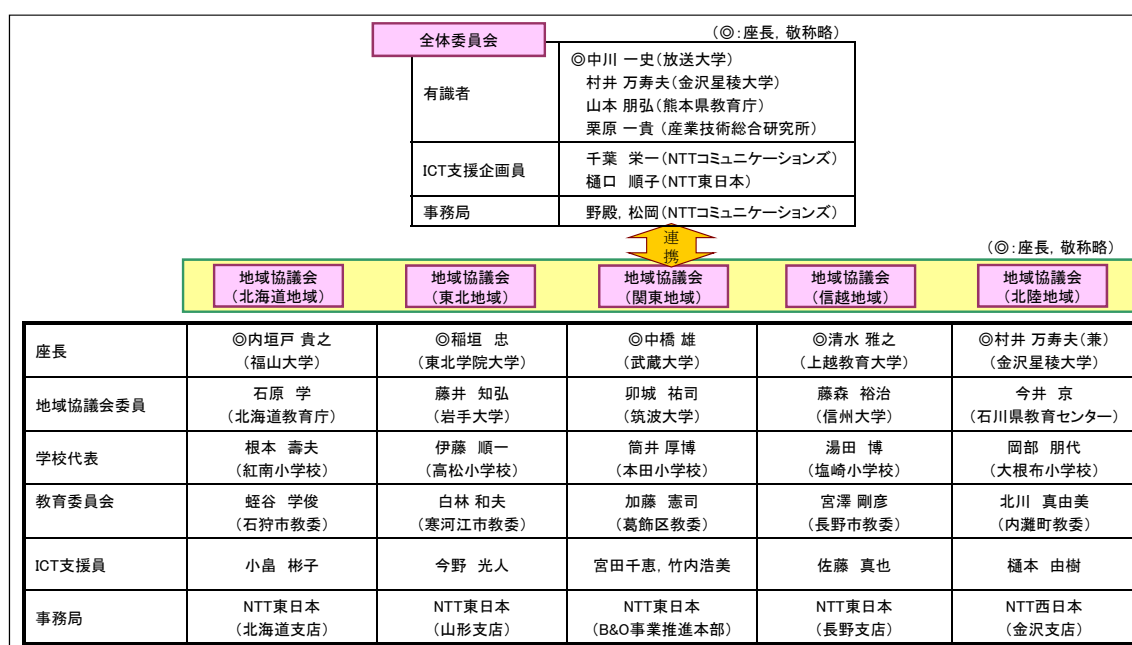 全体委員会
(◎:座長, 敬称略)
有識者
◎中川 一史(放送大学)
村井 万寿夫(金沢星稜大学)
山本 朋弘(熊本県教育庁)
栗原 一貴 (産業技術総合研究所)
ICT支援企画員
千葉 栄一(NTTコミュニケーションズ)
樋口 順子(NTT東日本)
事務局
野殿, 松岡(NTTコミュニケーションズ)
連
携
(◎:座長, 敬称略)
地域協議会 地域協議会 地域協議会 地域協議会 地域協議会
(北海道地域) (東北地域) (関東地域) (信越地域) (北陸地域)
座長
◎内垣戸 貴之 ◎稲垣 忠 ◎中橋 雄 ◎清水 雅之 ◎村井 万寿夫(兼)
(福山大学) (東北学院大学) (武蔵大学) (上越教育大学) (金沢星稜大学)
地域協議会委員
石原 学 藤井 知弘 卯城 祐司 藤森 裕治 今井 京
(北海道教育庁) (岩手大学) (筑波大学) (信州大学) (石川県教育センター)
学校代表
根本 壽夫 伊藤 順一 筒井 厚博 湯田 博 岡部 朋代
(紅南小学校) (高松小学校) (本田小学校) (塩崎小学校) (大根布小学校)
教育委員会
蛭谷 学俊 白林 和夫 加藤 憲司 宮澤 剛彦 北川 真由美
(石狩市教委) (寒河江市教委) (葛飾区教委) (長野市教委) (内灘町教委)
ICT支援員
小畠 彬子 今野 光人 宮田千恵, 竹内浩美 佐藤 真也 樋本 由樹
事務局
NTT東日本 NTT東日本 NTT東日本 NTT東日本 NTT西日本
(北海道支店) (山形支店) (B&O事業推進本部) (長野支店) (金沢支店)